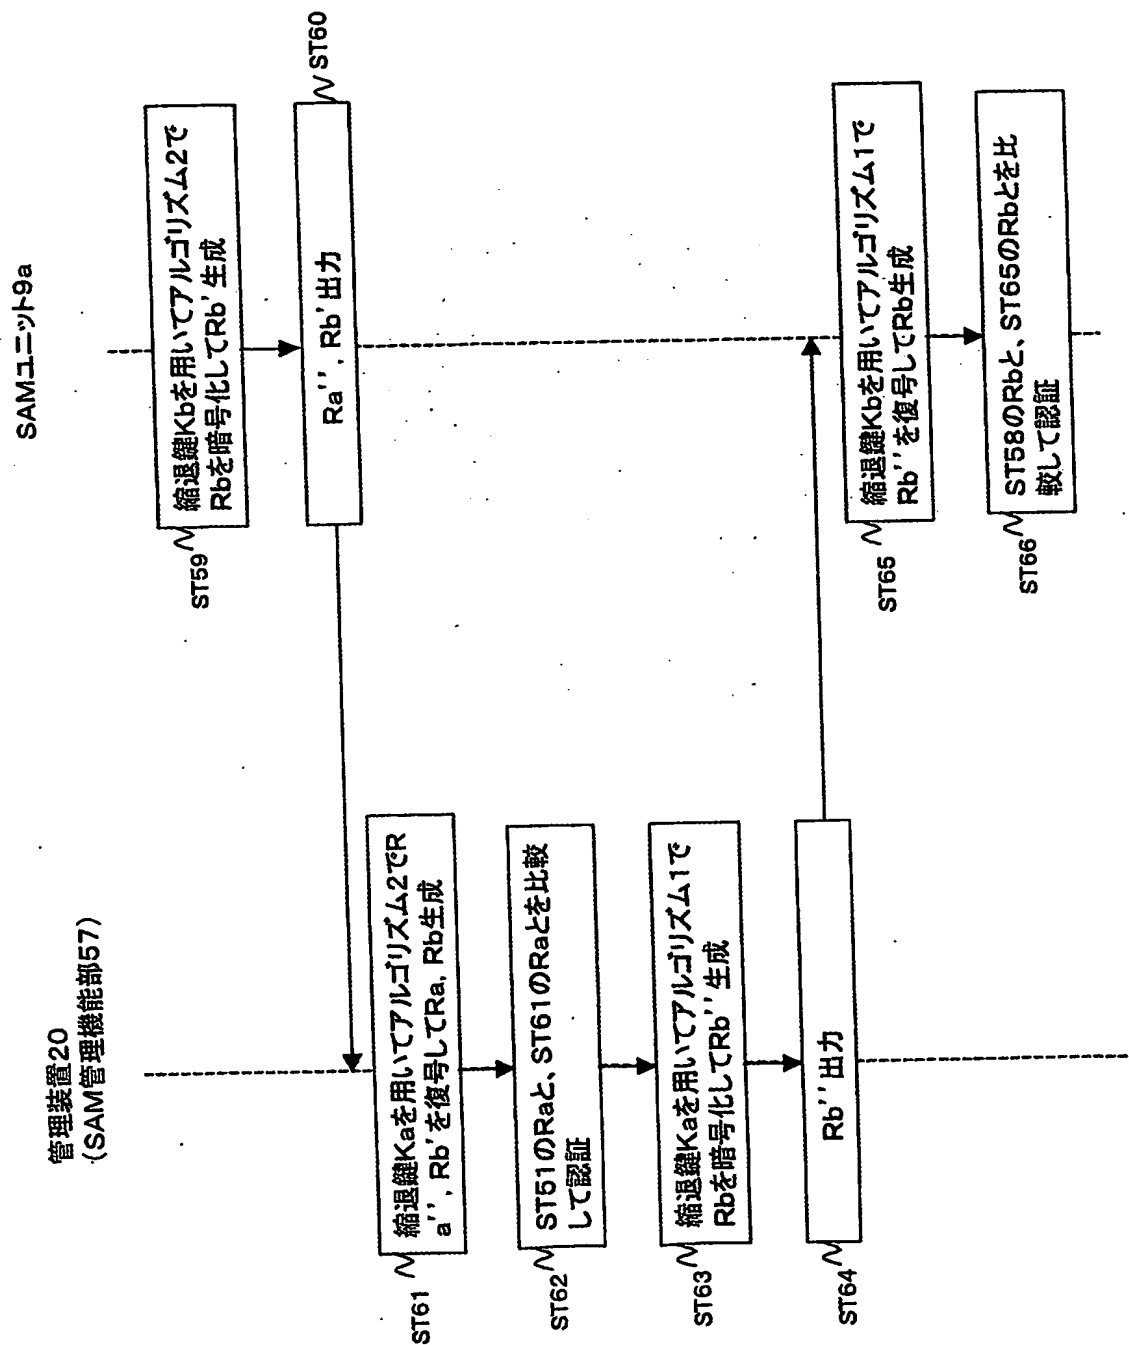 管理装置20
(SAM管理機能部57)
SAMユニット9a
ST59
縮退鍵Kbを用いてアルゴリズム2で
Rbを暗号化してRb'生成
ST60
Ra'', Rb'出力
ST61
縮退鍵Kaを用いてアルゴリズム2でR
a'', Rb'を復号してRa, Rb生成
ST62
ST51のRaと、ST61のRaとを比較
して認証
ST63
縮退鍵Kaを用いてアルゴリズム1で
Rbを暗号化してRb''生成
ST64
Rb''出力
ST65
縮退鍵Kbを用いてアルゴリズム1で
Rb''を復号してRb生成
ST66
ST58のRbと、ST65のRbとを比
較して認証